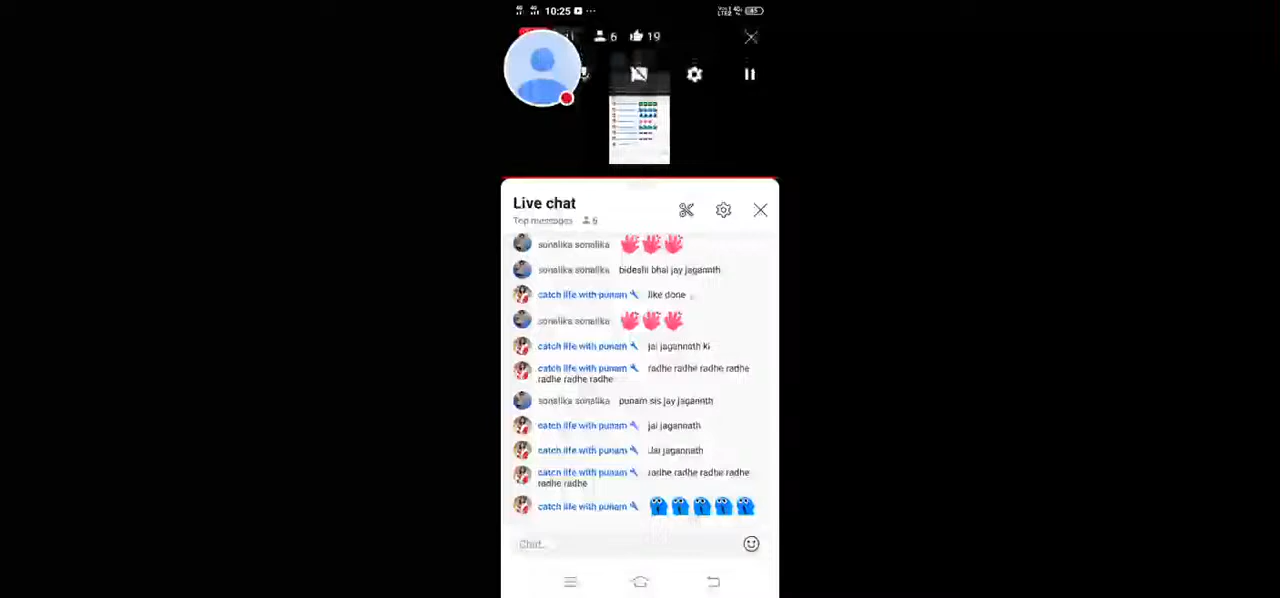 10:25
6 19
Live chat
Top messages 6
sonalika sonalika
sonalika sonalika bideshi bhai jay jagannth
catch life with punam like done
sonalika sonalika
catch life with punam jai jagannath ki
catch life with punam radhe radhe radhe radhe
radhe radhe radhe
sonalika sonalika punam sis jay jagannath
catch life with punam jai jagannath
catch life with punam Jai jagannath
catch life with punam radhe radhe radhe radhe
radhe radhe
catch life with punam
Chat...